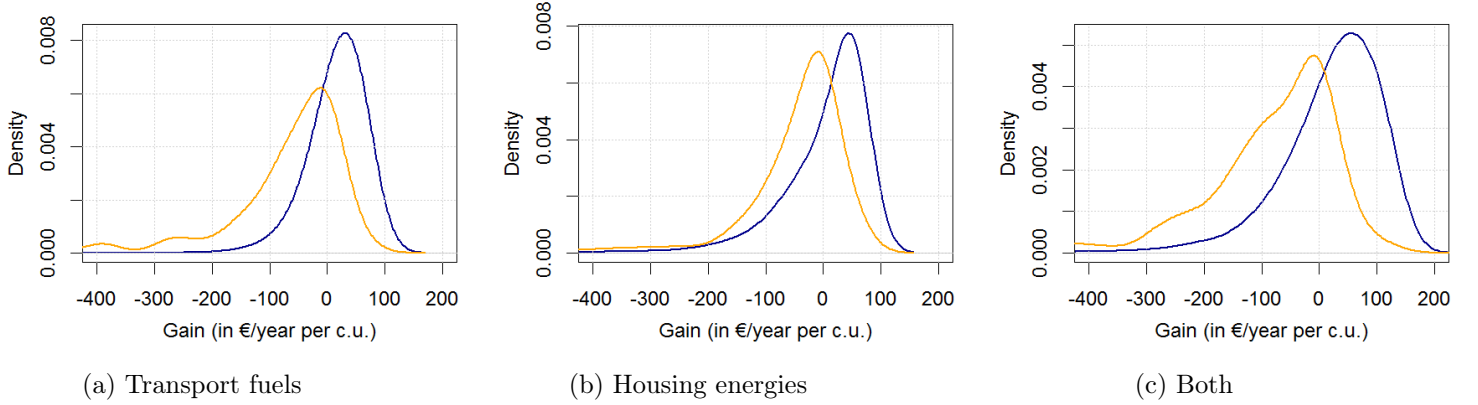 0.008
0.004
0.000
Density
-400 -300 -200 -100 0 100 200
Gain (in €/year per c.u.)
(a) Transport fuels
0.008
0.004
0.000
Density
-400 -300 -200 -100 0 100 200
Gain (in €/year per c.u.)
(b) Housing energies
0.004
0.002
0.000
Density
-400 -300 -200 -100 0 100 200
Gain (in €/year per c.u.)
(c) Both